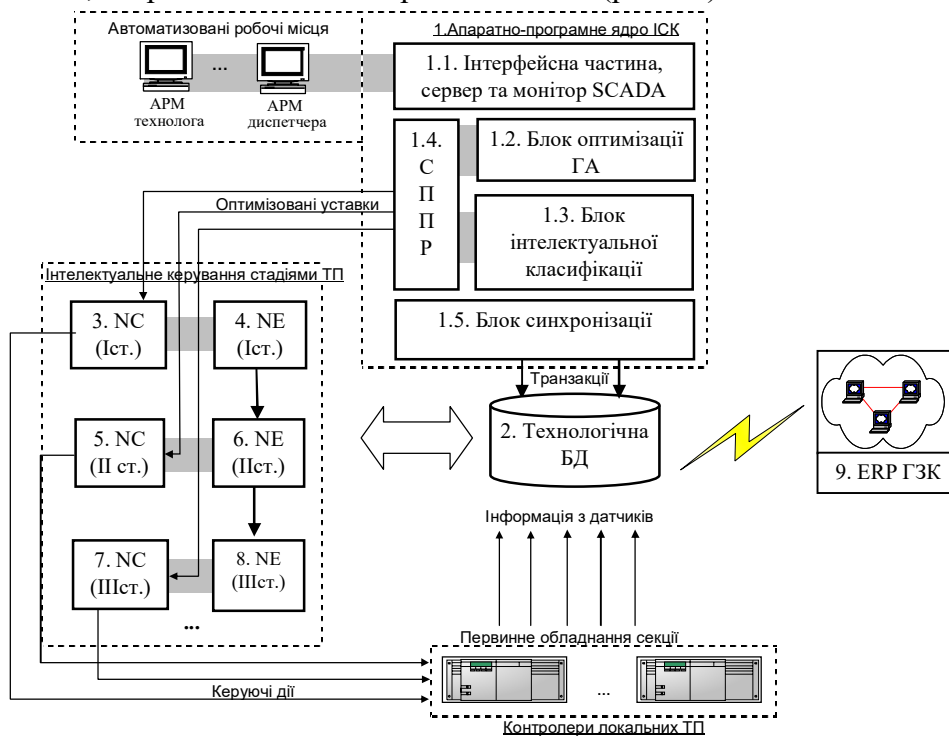 Автоматизовані робочі місця
1.Апаратно-програмне ядро ІСК
...
АРМ
технолога
АРМ
диспетчера
1.1. Інтерфейсна частина,
сервер та монітор SCADA
1.4.
С
П
П
Р
1.2. Блок оптимізації
ГА
1.3. Блок
інтелектуальної
класифікації
1.5. Блок синхронізації
Оптимізовані уставки
Інтелектуальне керування стадіями ТП
3. NC
(Іст.)
4. NE
(Іст.)
5. NC
(ІІ ст.)
6. NE
(ІІст.)
7. NC
(ІІІст.)
8. NE
(ІІІст.)
...
Транзакції
2. Технологічна
БД
9. ERP ГЗК
Інформація з датчиків
Первинне обладнання секції
...
Керуючі дії
Контролери локальних ТП